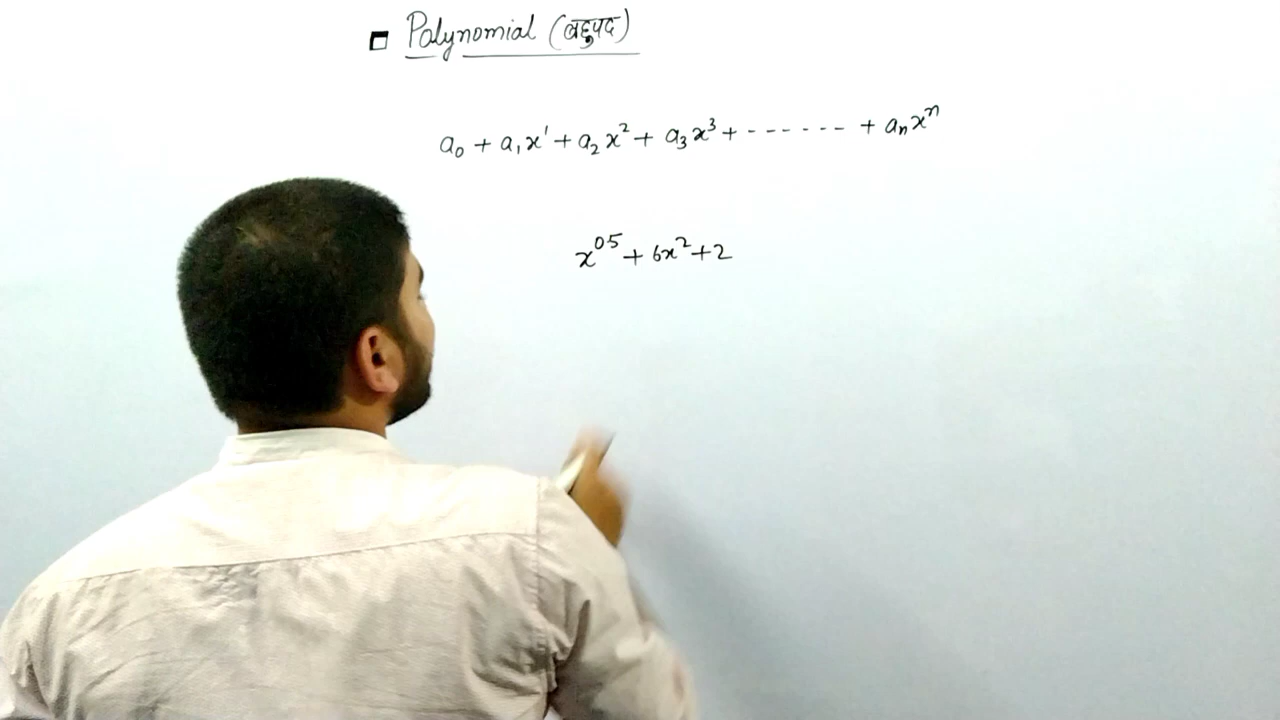 Polynomial (बहुपद)
a₀ + a₁x¹ + a₂x² + a₃x³ + ------- + aₙxⁿ
x⁰⁵ + 6x² + 2